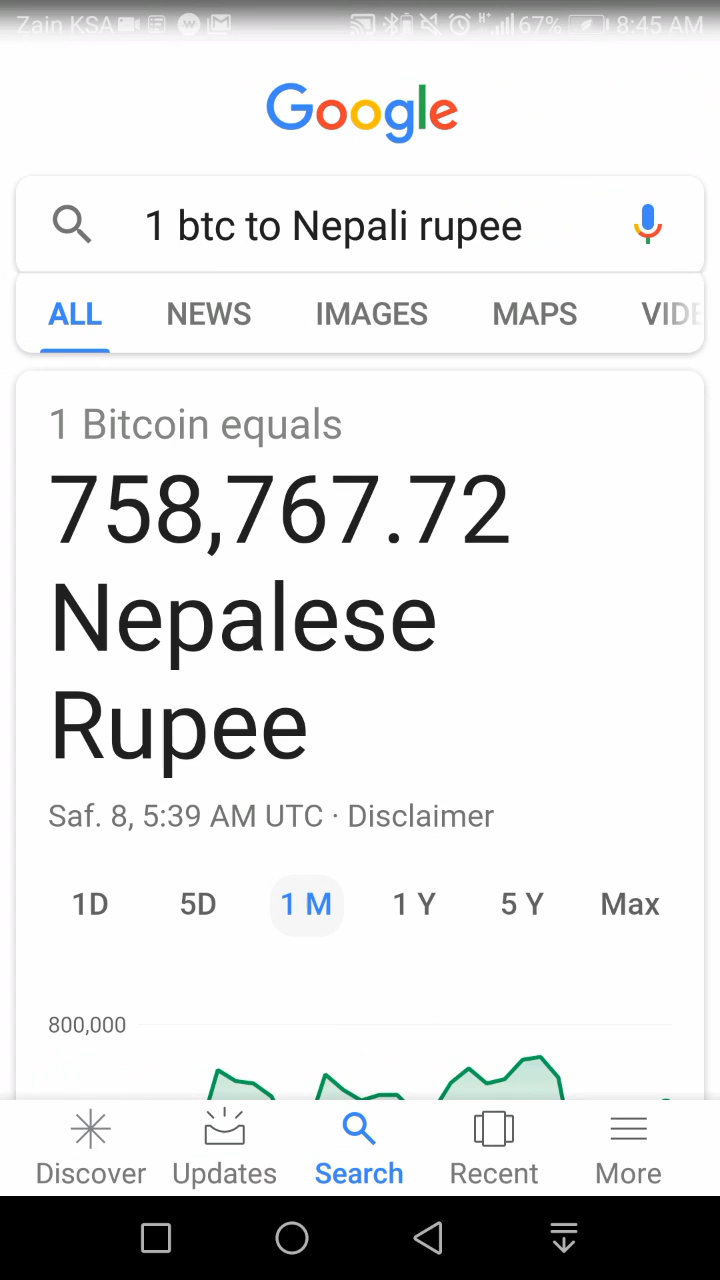 Zain KSA 67% 8:45 AM
Google
1 btc to Nepali rupee
ALL NEWS IMAGES MAPS VIDE
1 Bitcoin equals
758,767.72
Nepalese
Rupee
Saf. 8, 5:39 AM UTC · Disclaimer
1D 5D 1 M 1 Y 5 Y Max
800,000
Discover Updates Search Recent More